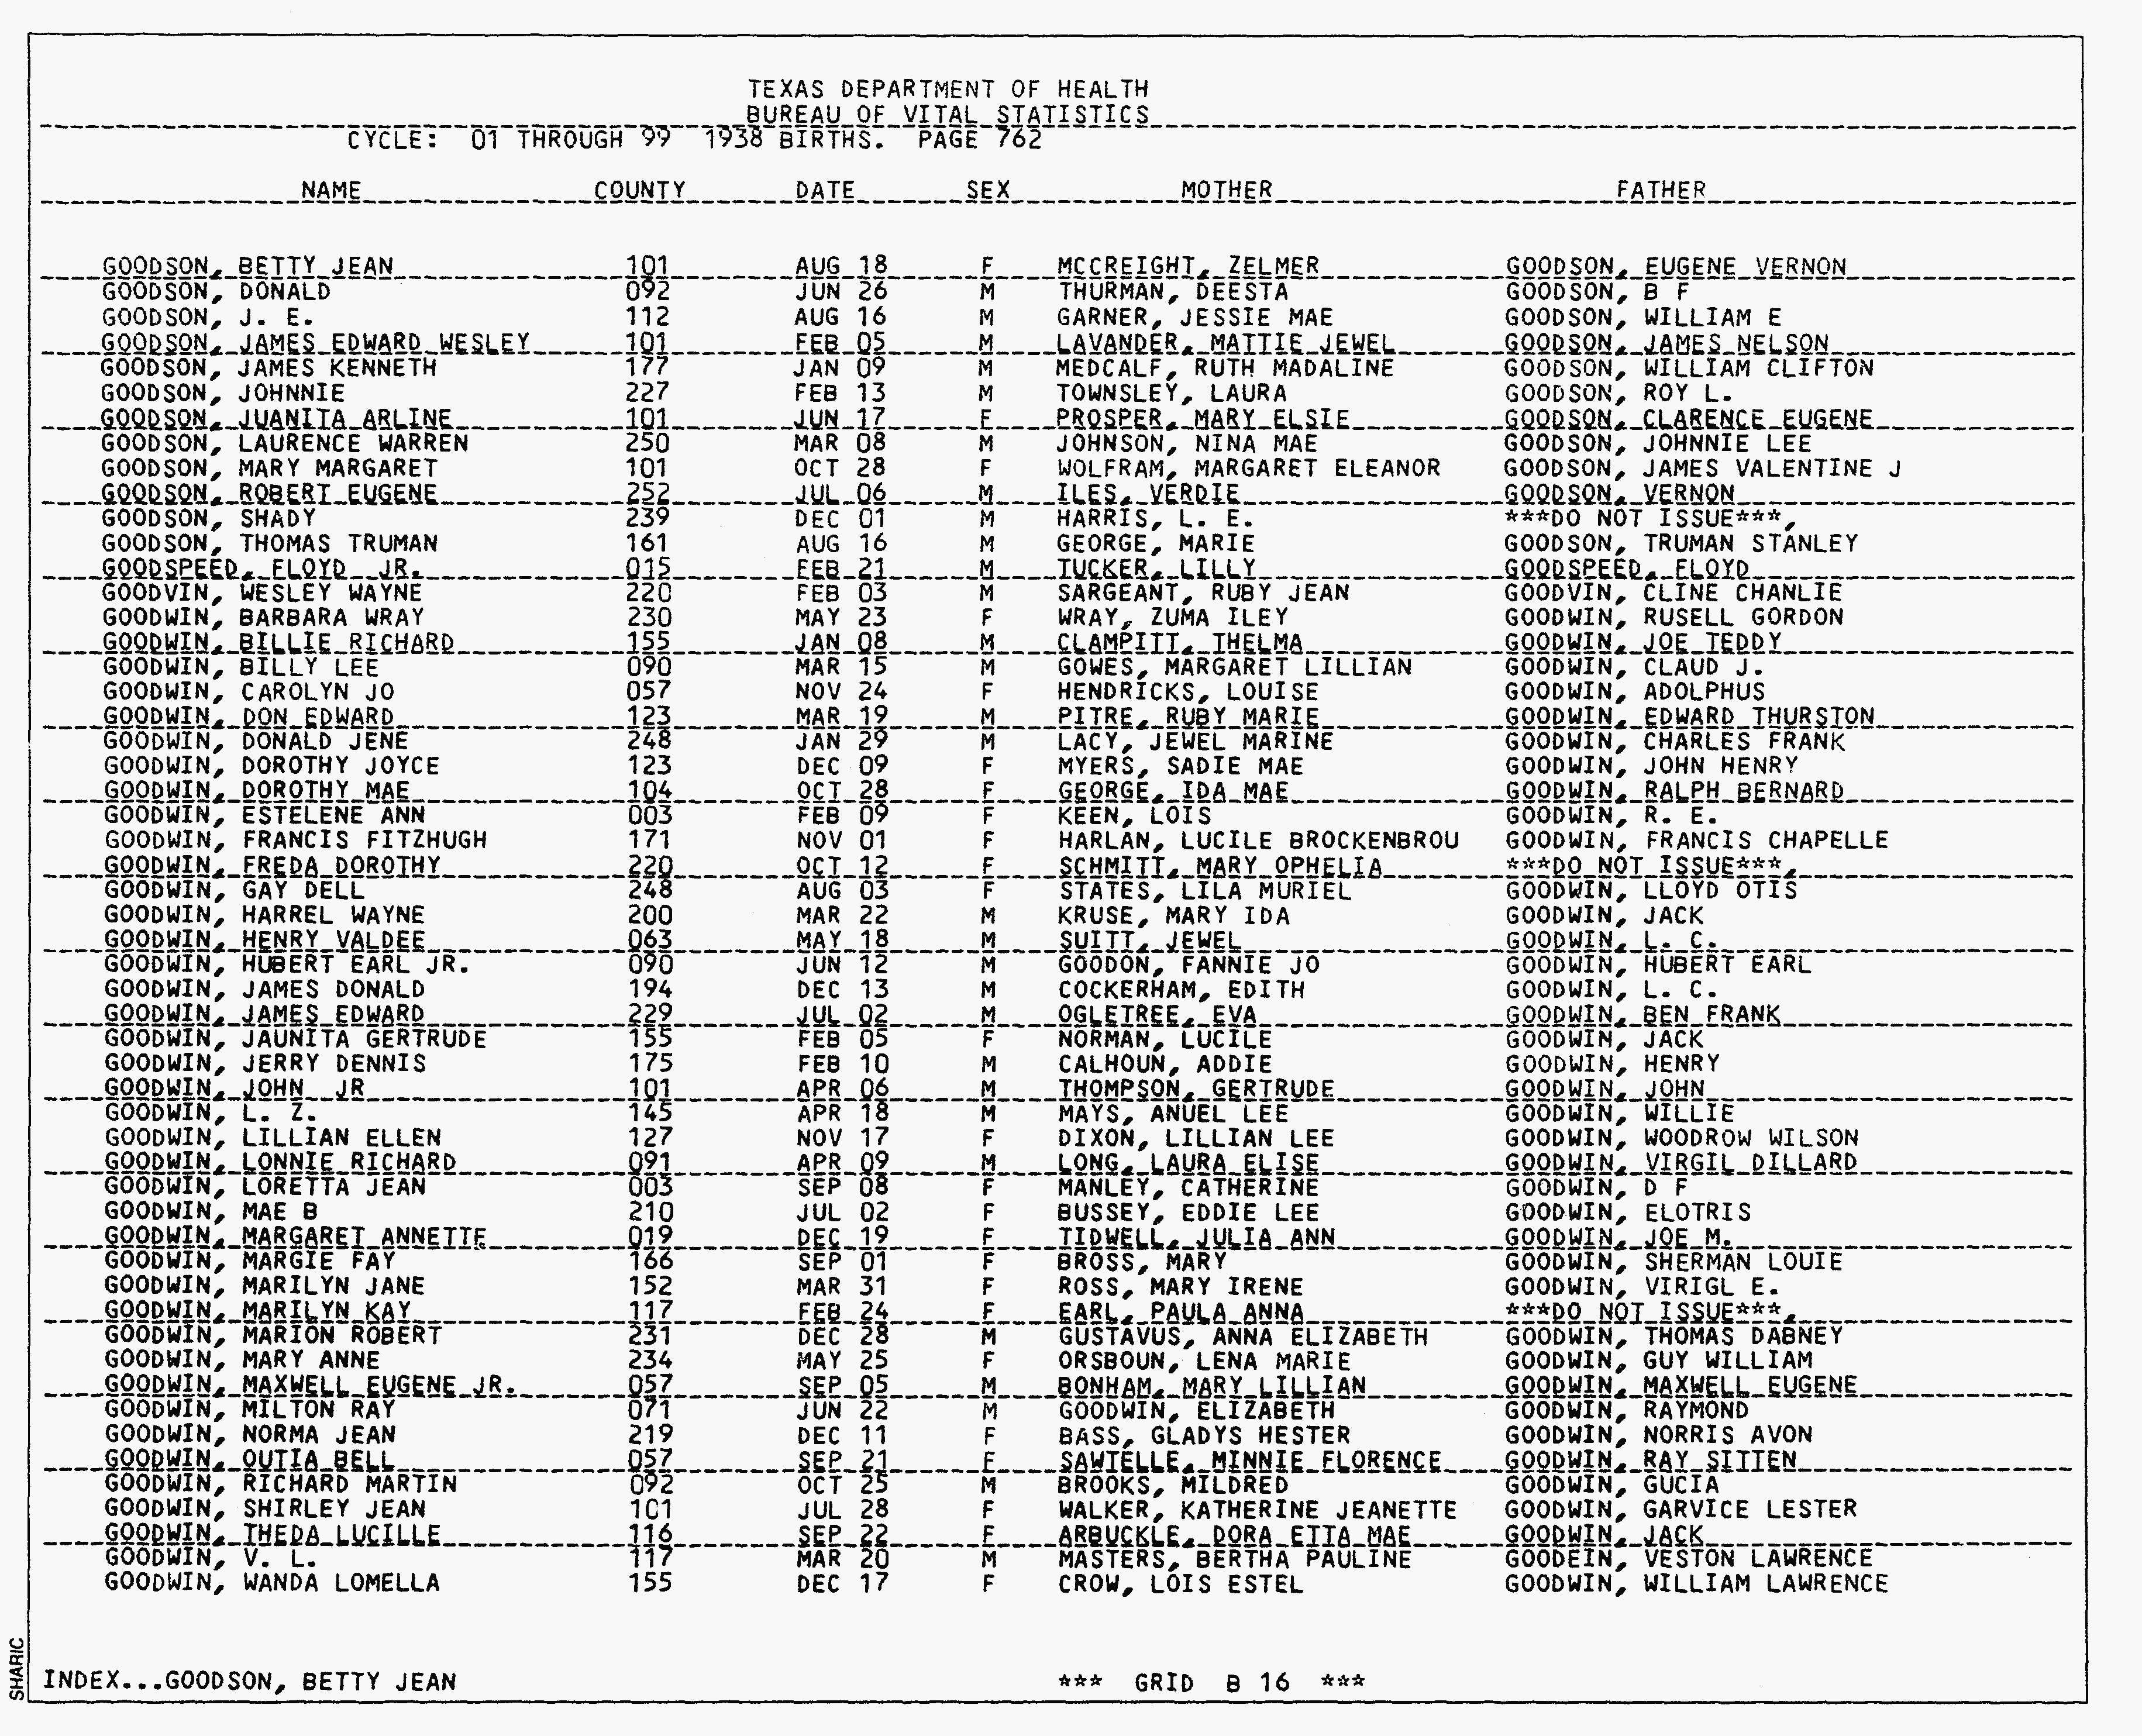 TEXAS DEPARTMENT OF HEALTH
BUREAU OF VITAL STATISTICS
CYCLE: 01 THROUGH 99 1938 BIRTHS. PAGE 762
NAME COUNTY DATE SEX MOTHER FATHER
GOODSON, BETTY JEAN 101 AUG 18 F MCCREIGHT, ZELMER GOODSON, EUGENE VERNON
GOODSON, DONALD 092 JUN 26 M THURMAN, DEESTA GOODSON, B F
GOODSON, J. E. 112 AUG 16 M GARNER, JESSIE MAE GOODSON, WILLIAM E
GOODSON, JAMES EDWARD WESLEY 101 FEB 05 M LAVANDER, MATTIE JEWEL GOODSON, JAMES NELSON
GOODSON, JAMES KENNETH 177 JAN 09 M MEDCALF, RUTH MADALINE GOODSON, WILLIAM CLIFTON
GOODSON, JOHNNIE 227 FEB 13 M TOWNSLEY, LAURA GOODSON, ROY L.
GOODSON, JUANITA ARLINE 101 JUN 17 F PROSPER, MARY ELSIE GOODSON, CLARENCE EUGENE
GOODSON, LAURENCE WARREN 250 MAR 08 M JOHNSON, NINA MAE GOODSON, JOHNNIE LEE
GOODSON, MARY MARGARET 101 OCT 28 F WOLFRAM, MARGARET ELEANOR GOODSON, JAMES VALENTINE J
GOODSON, ROBERT EUGENE 252 JUL 06 M ILES, VERDIE GOODSON, VERNON
GOODSON, SHADY 239 DEC 01 M HARRIS, L. E. ***DO NOT ISSUE***,
GOODSON, THOMAS TRUMAN 161 AUG 16 M GEORGE, MARIE GOODSON, TRUMAN STANLEY
GOODSPEED, FLOYD JR. 015 FEB 21 M TUCKER, LILLY GOODSPEED, FLOYD
GOODVIN, WESLEY WAYNE 220 FEB 03 M SARGEANT, RUBY JEAN GOODVIN, CLINE CHANLIE
GOODWIN, BARBARA WRAY 230 MAY 23 F WRAY, ZUMA ILEY GOODWIN, RUSELL GORDON
GOODWIN, BILLIE RICHARD 155 JAN 08 M CLAMPITT, THELMA GOODWIN, JOE TEDDY
GOODWIN, BILLY LEE 090 MAR 15 M GOWES, MARGARET LILLIAN GOODWIN, CLAUD J.
GOODWIN, CAROLYN JO 057 NOV 24 F HENDRICKS, LOUISE GOODWIN, ADOLPHUS
GOODWIN, DON EDWARD 123 MAR 19 M PITRE, RUBY MARIE GOODWIN, EDWARD THURSTON
GOODWIN, DONALD JENE 248 JAN 29 M LACY, JEWEL MARINE GOODWIN, CHARLES FRANK
GOODWIN, DOROTHY JOYCE 123 DEC 09 F MYERS, SADIE MAE GOODWIN, JOHN HENRY
GOODWIN, DOROTHY MAE 104 OCT 28 F GEORGE, IDA MAE GOODWIN, RALPH BERNARD
GOODWIN, ESTELENE ANN 003 FEB 09 F KEEN, LOIS GOODWIN, R. E.
GOODWIN, FRANCIS FITZHUGH 171 NOV 01 F HARLAN, LUCILE BROCKENBROU GOODWIN, FRANCIS CHAPELLE
GOODWIN, FREDA DOROTHY 220 OCT 12 F SCHMITT, MARY OPHELIA ***DO NOT ISSUE***,
GOODWIN, GAY DELL 248 AUG 03 F STATES, LILA MURIEL GOODWIN, LLOYD OTIS
GOODWIN, HARREL WAYNE 200 MAR 22 M KRUSE, MARY IDA GOODWIN, JACK
GOODWIN, HENRY VALDEE 063 MAY 18 M SUITT, JEWEL GOODWIN, L. C.
GOODWIN, HUBERT EARL JR. 090 JUN 12 M GOODON, FANNIE JO GOODWIN, HUBERT EARL
GOODWIN, JAMES DONALD 194 DEC 13 M COCKERHAM, EDITH GOODWIN, L. C.
GOODWIN, JAMES EDWARD 229 JUL 02 M OGLETREE, EVA GOODWIN, BEN FRANK
GOODWIN, JAUNITA GERTRUDE 155 FEB 05 F NORMAN, LUCILE GOODWIN, JACK
GOODWIN, JERRY DENNIS 175 FEB 10 M CALHOUN, ADDIE GOODWIN, HENRY
GOODWIN, JOHN JR 101 APR 06 M THOMPSON, GERTRUDE GOODWIN, JOHN
GOODWIN, L. Z. 145 APR 18 M MAYS, ANUEL LEE GOODWIN, WILLIE
GOODWIN, LILLIAN ELLEN 127 NOV 17 F DIXON, LILLIAN LEE GOODWIN, WOODROW WILSON
GOODWIN, LONNIE RICHARD 091 APR 09 M LONG, LAURA ELISE GOODWIN, VIRGIL DILLARD
GOODWIN, LORETTA JEAN 003 SEP 08 F MANLEY, CATHERINE GOODWIN, D F
GOODWIN, MAE B 210 JUL 02 F BUSSEY, EDDIE LEE GOODWIN, ELOTRIS
GOODWIN, MARGARET ANNETTE 019 DEC 19 F TIDWELL, JULIA ANN GOODWIN, JOE M.
GOODWIN, MARGIE FAY 166 SEP 01 F BROSS, MARY GOODWIN, SHERMAN LOUIE
GOODWIN, MARILYN JANE 152 MAR 31 F ROSS, MARY IRENE GOODWIN, VIRIGL E.
GOODWIN, MARILYN KAY 117 FEB 24 F EARL, PAULA ANNA ***DO NOT ISSUE***,
GOODWIN, MARION ROBERT 231 DEC 28 M GUSTAVUS, ANNA ELIZABETH GOODWIN, THOMAS DABNEY
GOODWIN, MARY ANNE 234 MAY 25 F ORSBOUN, LENA MARIE GOODWIN, GUY WILLIAM
GOODWIN, MAXWELL EUGENE JR. 057 SEP 05 M BONHAM, MARY LILLIAN GOODWIN, MAXWELL EUGENE
GOODWIN, MILTON RAY 071 JUN 22 M GOODWIN, ELIZABETH GOODWIN, RAYMOND
GOODWIN, NORMA JEAN 219 DEC 11 F BASS, GLADYS HESTER GOODWIN, NORRIS AVON
GOODWIN, OUTIA BELL 057 SEP 21 F SAWTELLE, MINNIE FLORENCE GOODWIN, RAY SITTEN
GOODWIN, RICHARD MARTIN 092 OCT 25 M BROOKS, MILDRED GOODWIN, GUCIA
GOODWIN, SHIRLEY JEAN 101 JUL 28 F WALKER, KATHERINE JEANETTE GOODWIN, GARVICE LESTER
GOODWIN, THEDA LUCILLE 116 SEP 22 F ARBUCKLE, DORA ETTA MAE GOODWIN, JACK
GOODWIN, V. L. 117 MAR 20 M MASTERS, BERTHA PAULINE GOODEIN, VESTON LAWRENCE
GOODWIN, WANDA LOMELLA 155 DEC 17 F CROW, LOIS ESTEL GOODWIN, WILLIAM LAWRENCE
SHARIC
INDEX...GOODSON, BETTY JEAN *** GRID B 16 ***